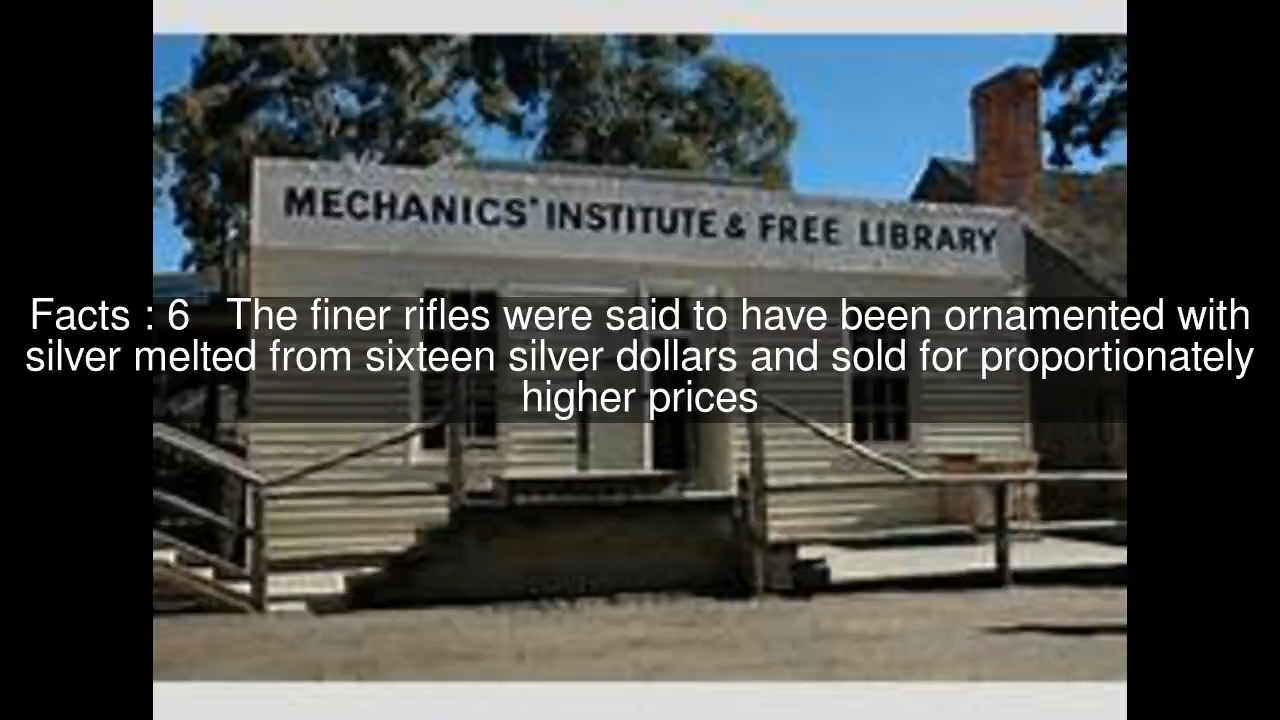 MECHANICS' INSTITUTE & FREE LIBRARY
Facts : 6   The finer rifles were said to have been ornamented with
silver melted from sixteen silver dollars and sold for proportionately
higher prices